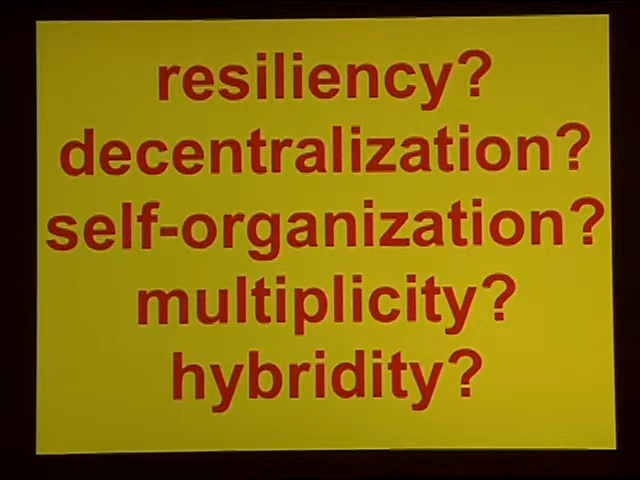 resiliency?
decentralization?
self-organization?
multiplicity?
hybridity?